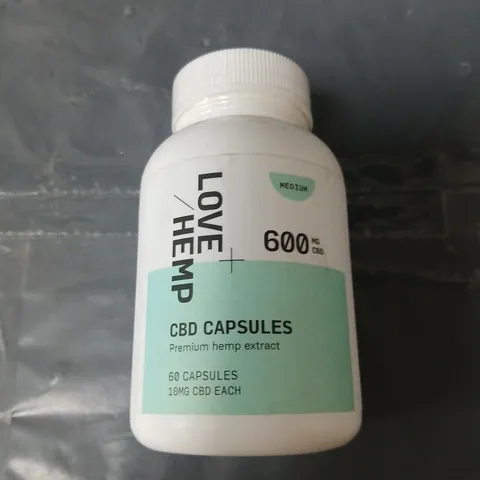 LOVE
/HEMP
MEDIUM
600 MG
CBD
CBD CAPSULES
Premium hemp extract
60 CAPSULES
10MG CBD EACH